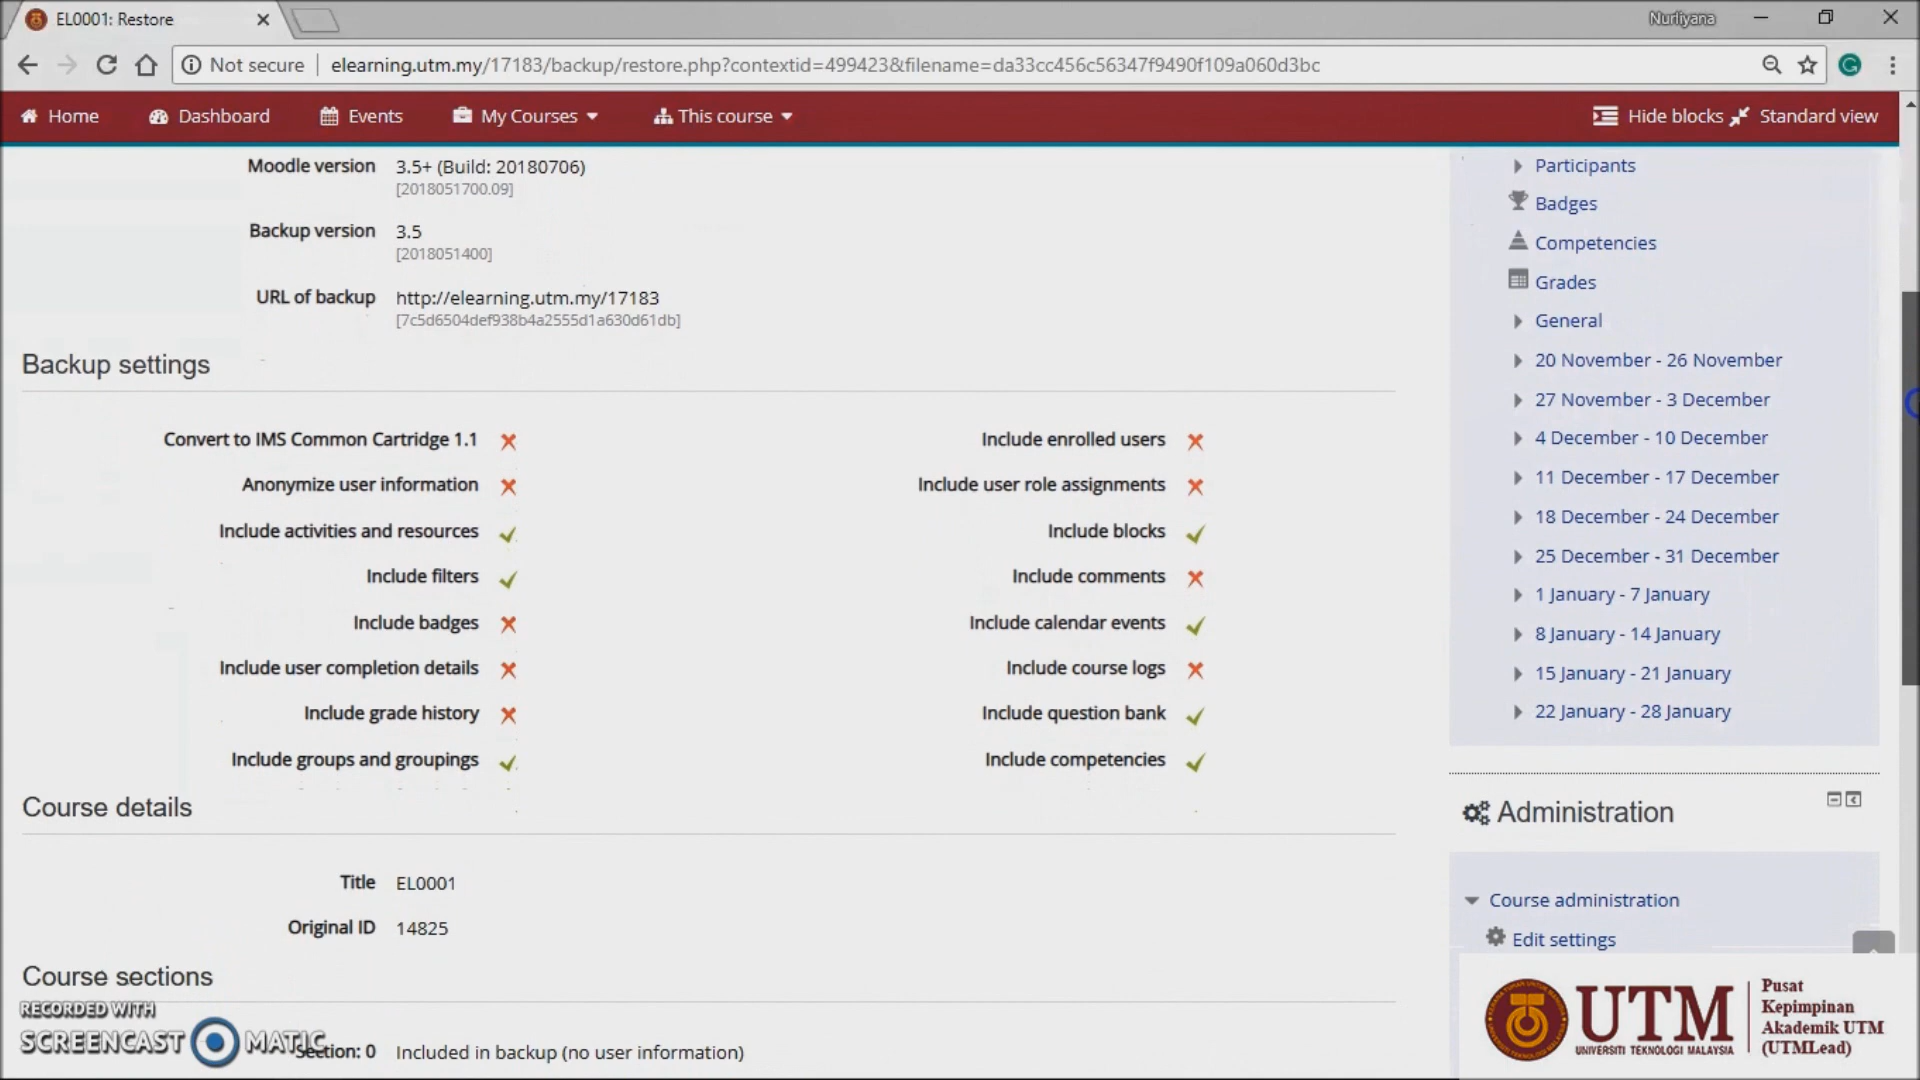 EL0001: Restore
Nurliyana
Not secure
elearning.utm.my/17183/backup/restore.php?contextid=499423&filename=da33cc456c56347f9490f109a060d3bc
Home
Dashboard
Events
My Courses
This course
Hide blocks
Standard view
Moodle version 3.5+ (Build: 20180706)
[2018051700.09]
Backup version 3.5
[2018051400]
URL of backup http://elearning.utm.my/17183
[7c5d6504def938b4a2555d1a630d61db]
Backup settings
Convert to IMS Common Cartridge 1.1
Include enrolled users
Anonymize user information
Include user role assignments
Include activities and resources
Include blocks
Include filters
Include comments
Include badges
Include calendar events
Include user completion details
Include course logs
Include grade history
Include question bank
Include groups and groupings
Include competencies
Course details
Title EL0001
Original ID 14825
Course sections
Section: 0 Included in backup (no user information)
Participants
Badges
Competencies
Grades
General
20 November - 26 November
27 November - 3 December
4 December - 10 December
11 December - 17 December
18 December - 24 December
25 December - 31 December
1 January - 7 January
8 January - 14 January
15 January - 21 January
22 January - 28 January
Administration
Course administration
Edit settings
RECORDED WITH
SCREENCAST MATIC
UTM
UNIVERSITI TEKNOLOGI MALAYSIA
Pusat
Kepimpinan
Akademik UTM
(UTMLead)